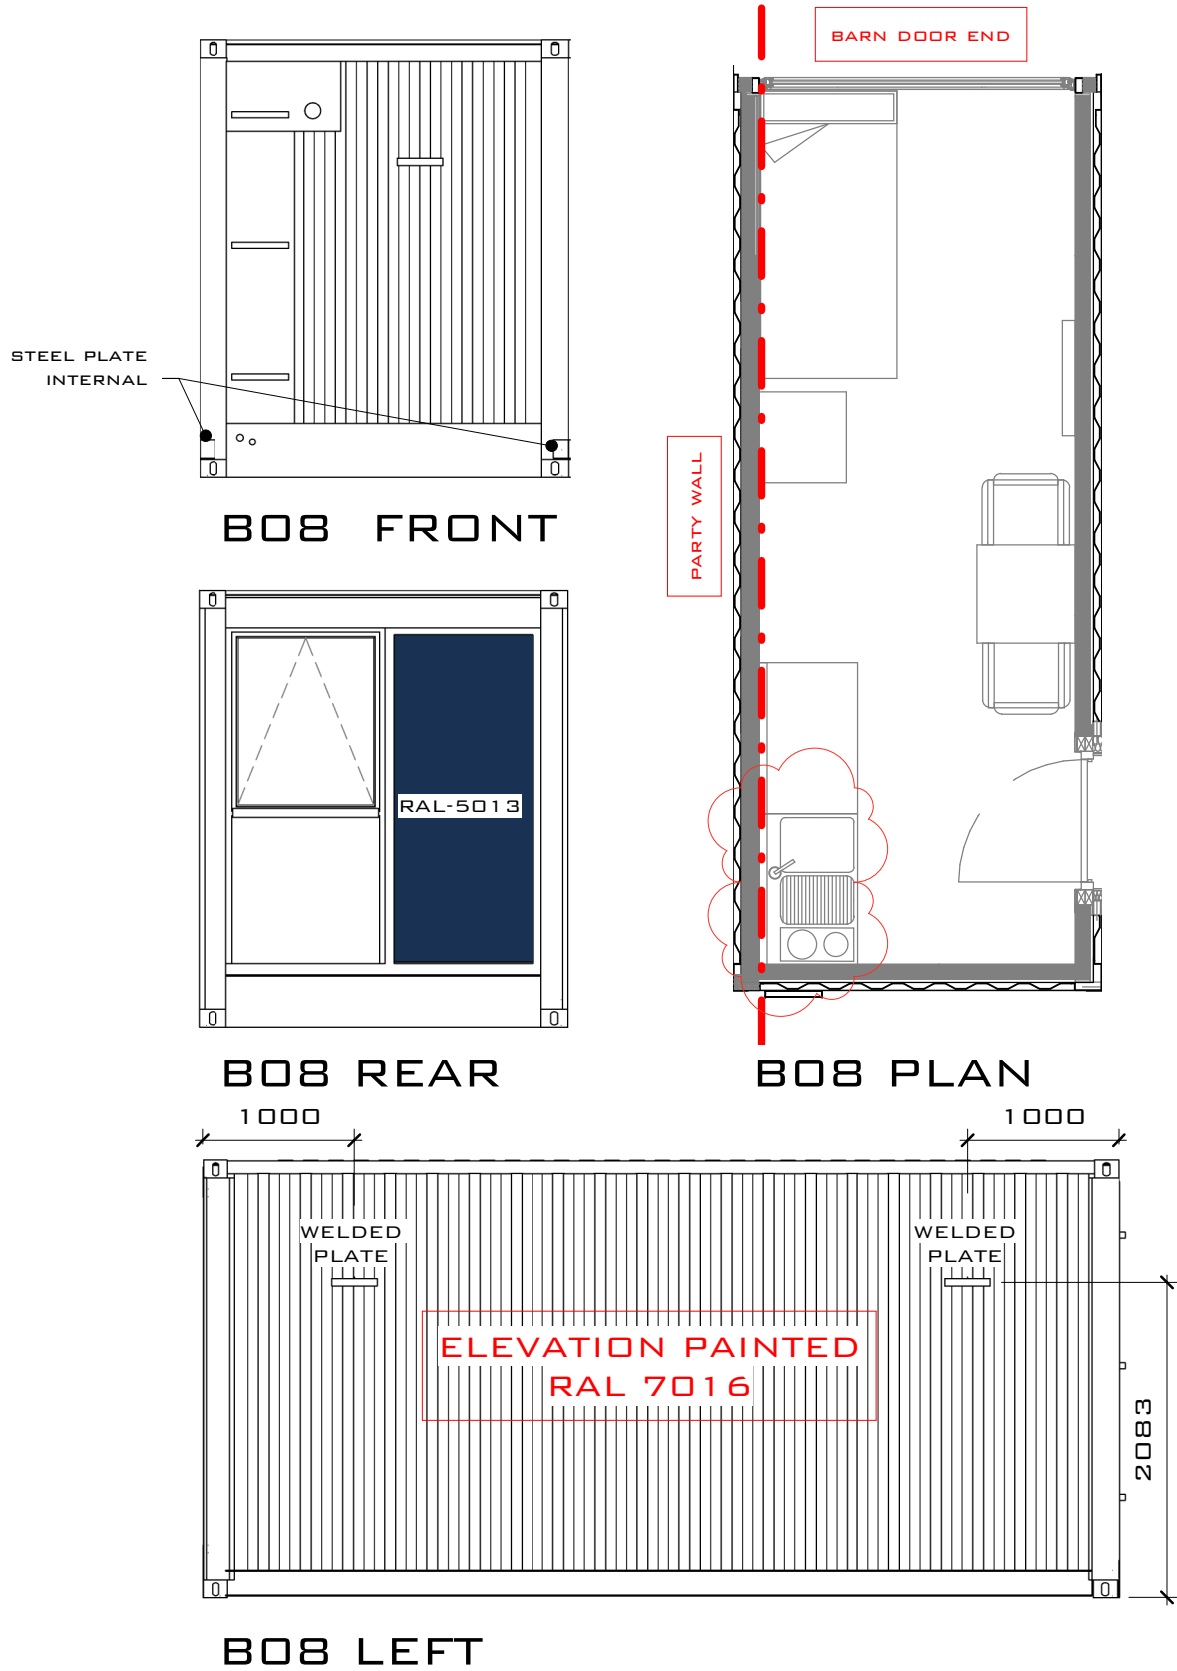 BARN DOOR END
STEEL PLATE
INTERNAL
PARTY WALL
B08 FRONT
RAL-5013
B08 REAR
B08 PLAN
1000
1000
WELDED
PLATE
WELDED
PLATE
ELEVATION PAINTED
RAL 7016
2083
B08 LEFT